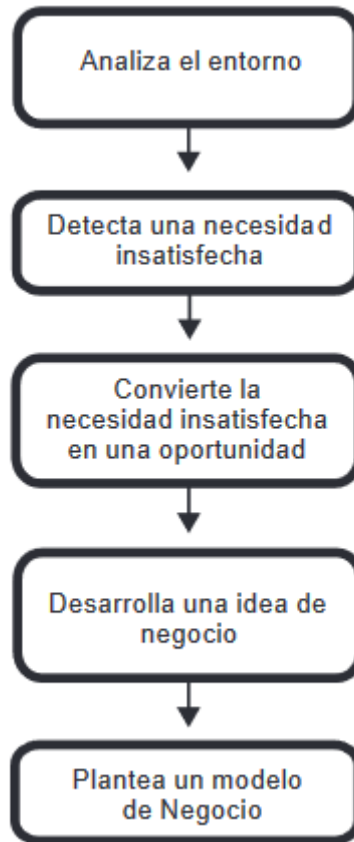 Analiza el entorno
Detecta una necesidad
insatisfecha
Convierte la
necesidad insatisfecha
en una oportunidad
Desarrolla una idea de
negocio
Plantea un modelo
de Negocio